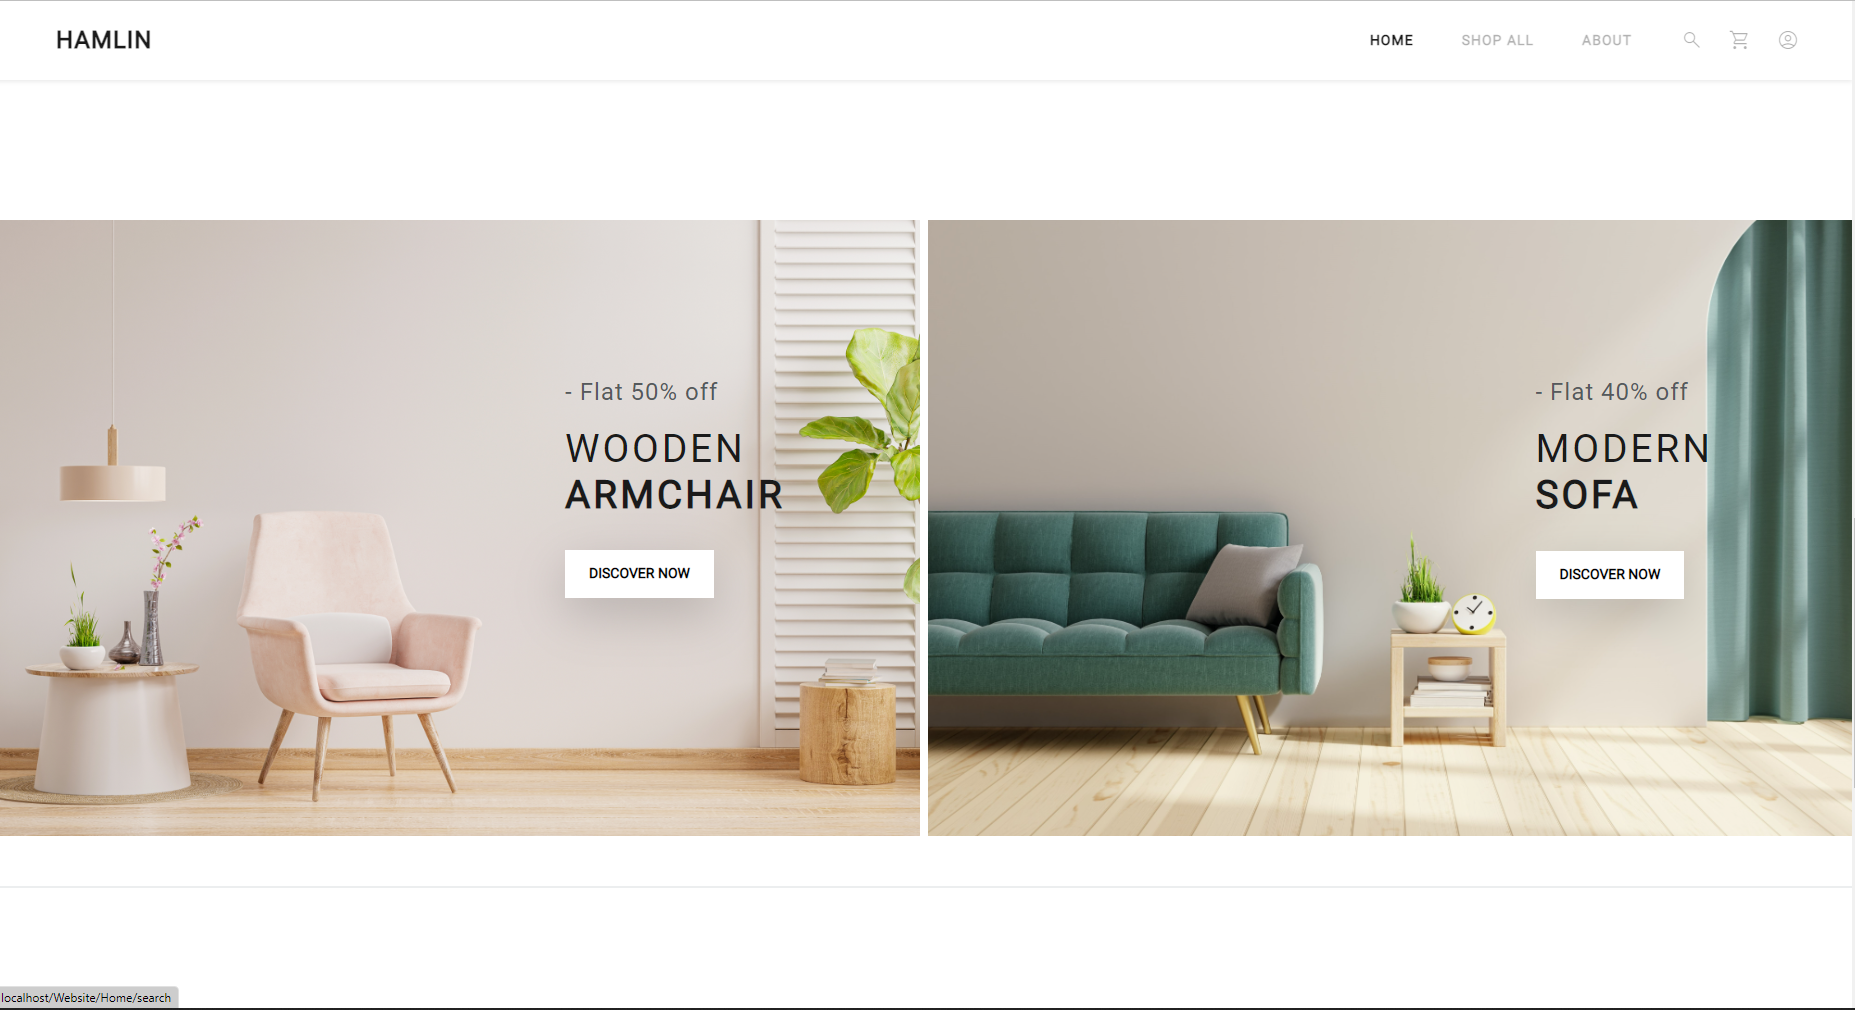 HAMLIN
HOME SHOP ALL ABOUT
- Flat 50% off
WOODEN
ARMCHAIR
DISCOVER NOW
- Flat 40% off
MODERN
SOFA
DISCOVER NOW
localhost/Website/Home/search